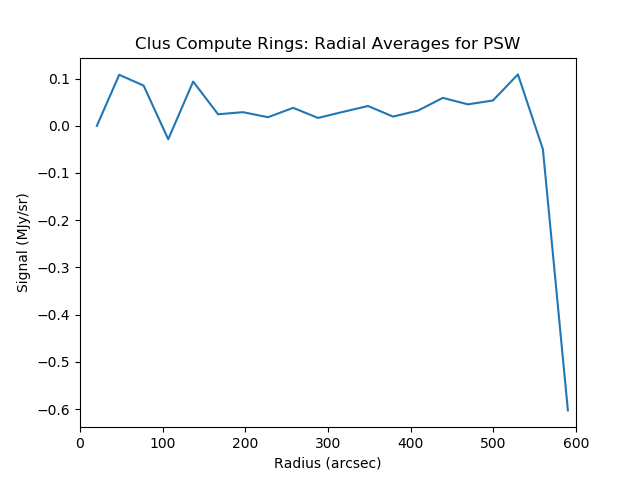 Clus Compute Rings: Radial Averages for PSW
0.1
0.0
−0.1
−0.2
−0.3
−0.4
−0.5
−0.6
Signal (MJy/sr)
0 100 200 300 400 500 600
Radius (arcsec)